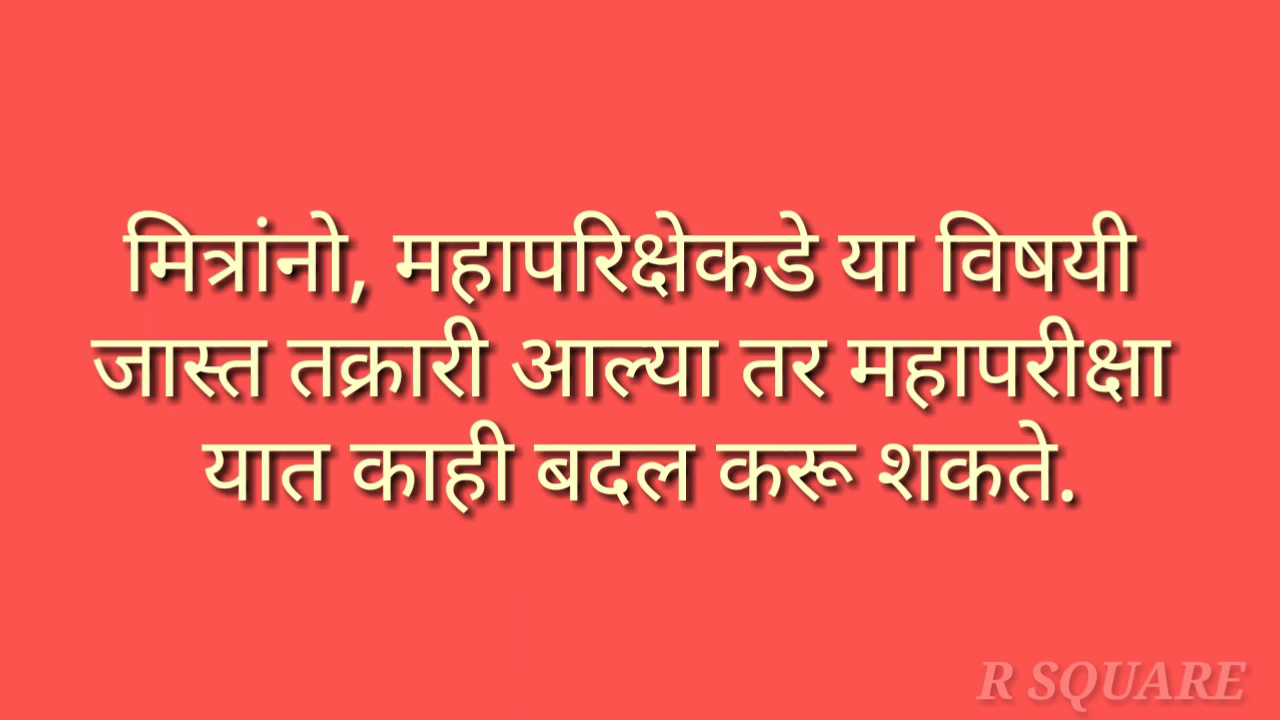 मित्रांनो, महापरिक्षेकडे या विषयी
जास्त तक्रारी आल्या तर महापरीक्षा
यात काही बदल करू शकते.
R SQUARE